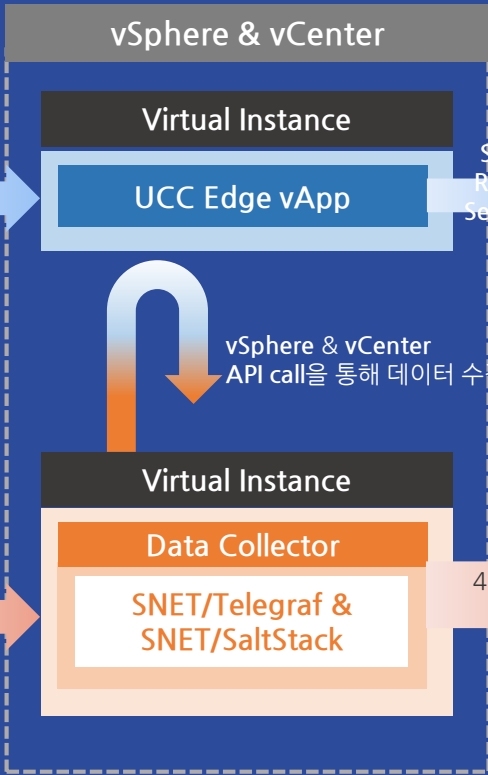 vSphere & vCenter
Virtual Instance
UCC Edge vApp
vSphere & vCenter
API call을 통해 데이터
Virtual Instance
Data Collector
4
SNET/Telegraf &
SNET/SaltStack